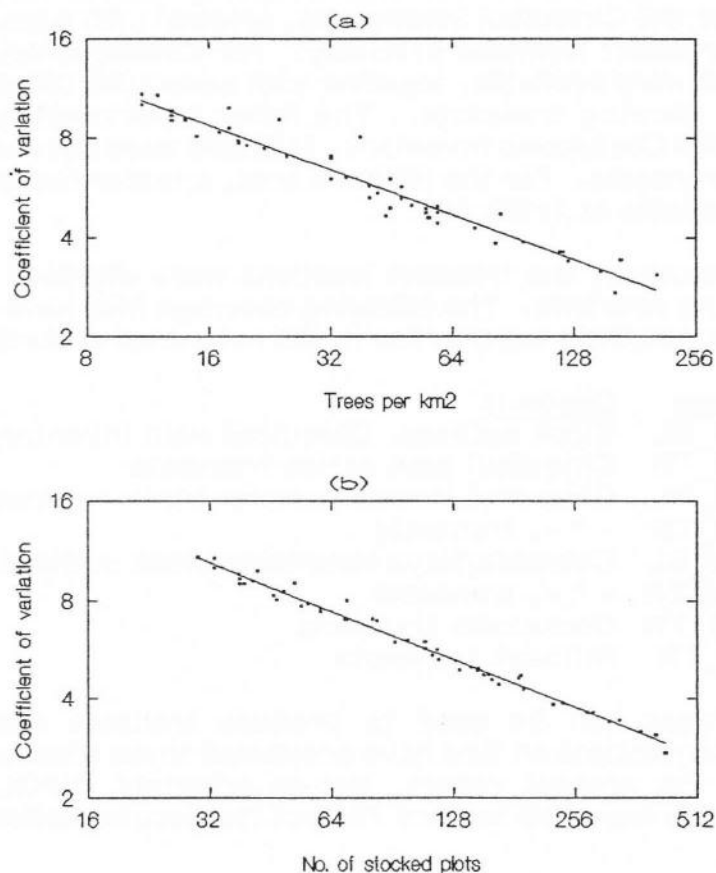 (a)
16
8
4
2
Coefficient of variation
8 16 32 64 128 256
Trees per km2
(b)
16
8
4
2
Coefficient of variation
16 32 64 128 256 512
No. of stocked plots